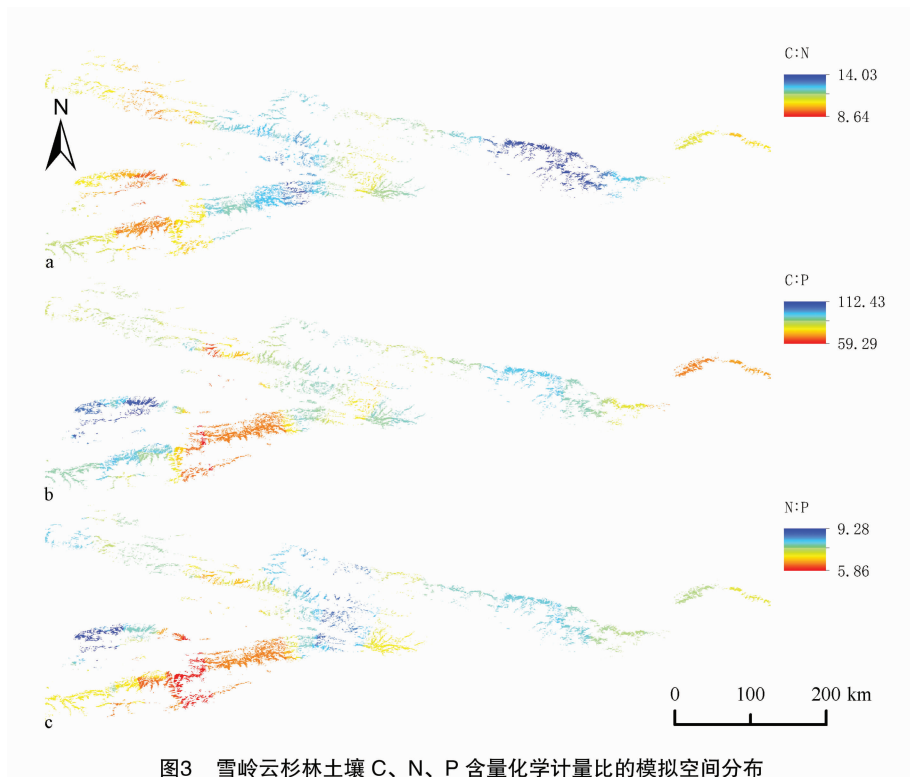 C:N
14.03
8.64
N
a
C:P
112.43
59.29
b
N:P
9.28
5.86
c
0 100 200 km
图3 雪岭云杉林土壤 C、N、P 含量化学计量比的模拟空间分布